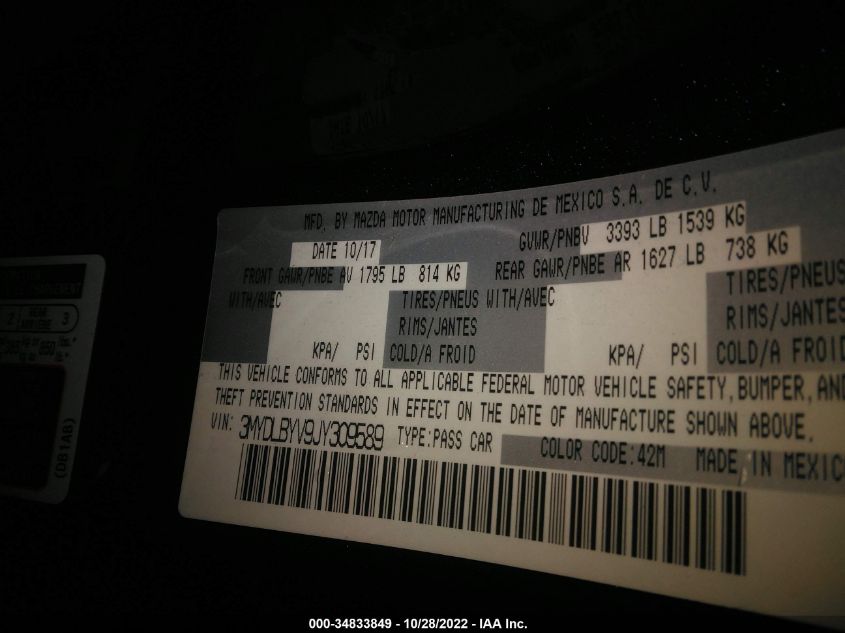 MFD. BY MAZDA MOTOR MANUFACTURING DE MEXICO S.A. DE C.V.
DATE 10/17 GVWR/PNBV 3393 LB 1539 KG
FRONT GAWR/PNBE AV 1795 LB 814 KG REAR GAWR/PNBE AR 1627 LB 738 KG
WITH/AVEC TIRES/PNEUS WITH/AVEC TIRES/PNEUS
RIMS/JANTES RIMS/JANTES
KPA/ PSI COLD/A FROID KPA/ PSI COLD/A FROID
THIS VEHICLE CONFORMS TO ALL APPLICABLE FEDERAL MOTOR VEHICLE SAFETY, BUMPER, AND
THEFT PREVENTION STANDARDS IN EFFECT ON THE DATE OF MANUFACTURE SHOWN ABOVE.
VIN: 3MYDLBYV9JY309589 TYPE:PASS CAR COLOR CODE:42M MADE IN MEXICO
2 REAR 3
(DB1A8)
000-34833849 - 10/28/2022 - IAA Inc.